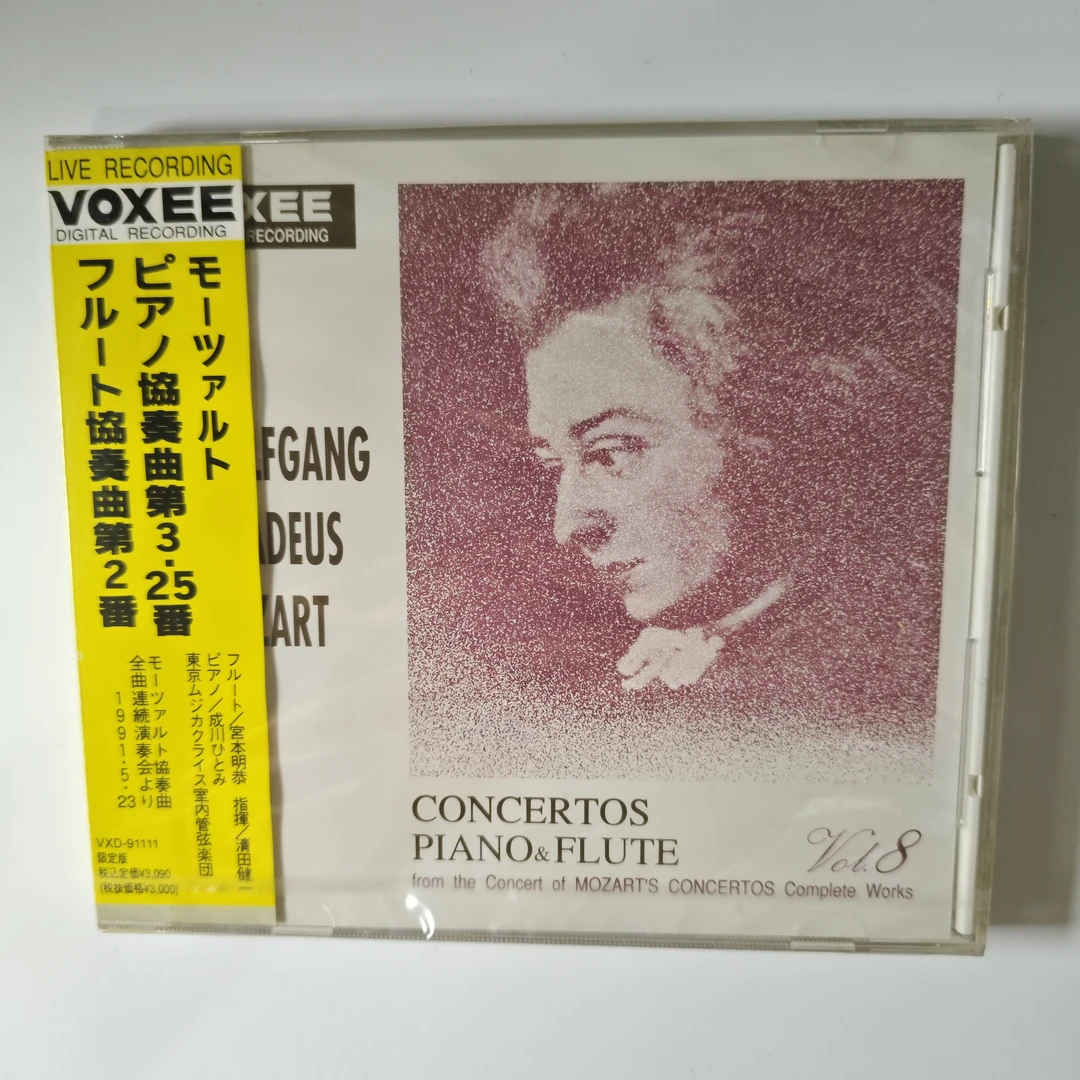 LIVE RECORDING
VOXEE
DIGITAL RECORDING
モーツァルト
ピアノ協奏曲第3・25番
フルート協奏曲第2番
フルート/宮本明恭 指揮/清田健一
ピアノ/成川ひとみ
東京ムジカクライス室内管弦楽団
モーツァルト協奏曲
全曲連続演奏会より
1991・5・23
VXD-91111
限定版
税込定価¥3,090
(税抜価格¥3,000)
XEE
RECORDING
LFGANG
ADEUS
ZART
CONCERTOS
PIANO&FLUTE
Vol.8
from the Concert of MOZART'S CONCERTOS Complete Works